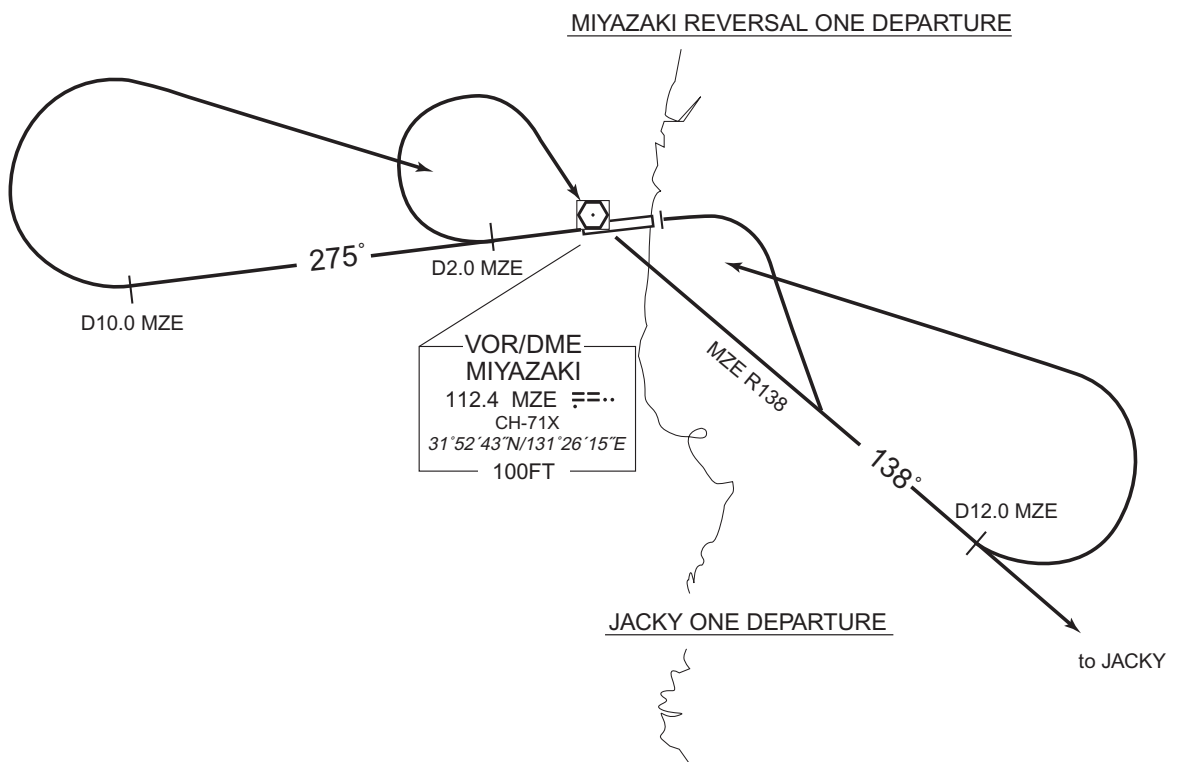 MIYAZAKI REVERSAL ONE DEPARTURE
275°
D2.0 MZE
D10.0 MZE
VOR/DME
MIYAZAKI
112.4 MZE
CH-71X
31°52´43˝N/131°26´15˝E
100FT
MZE R138
138°
D12.0 MZE
JACKY ONE DEPARTURE
to JACKY